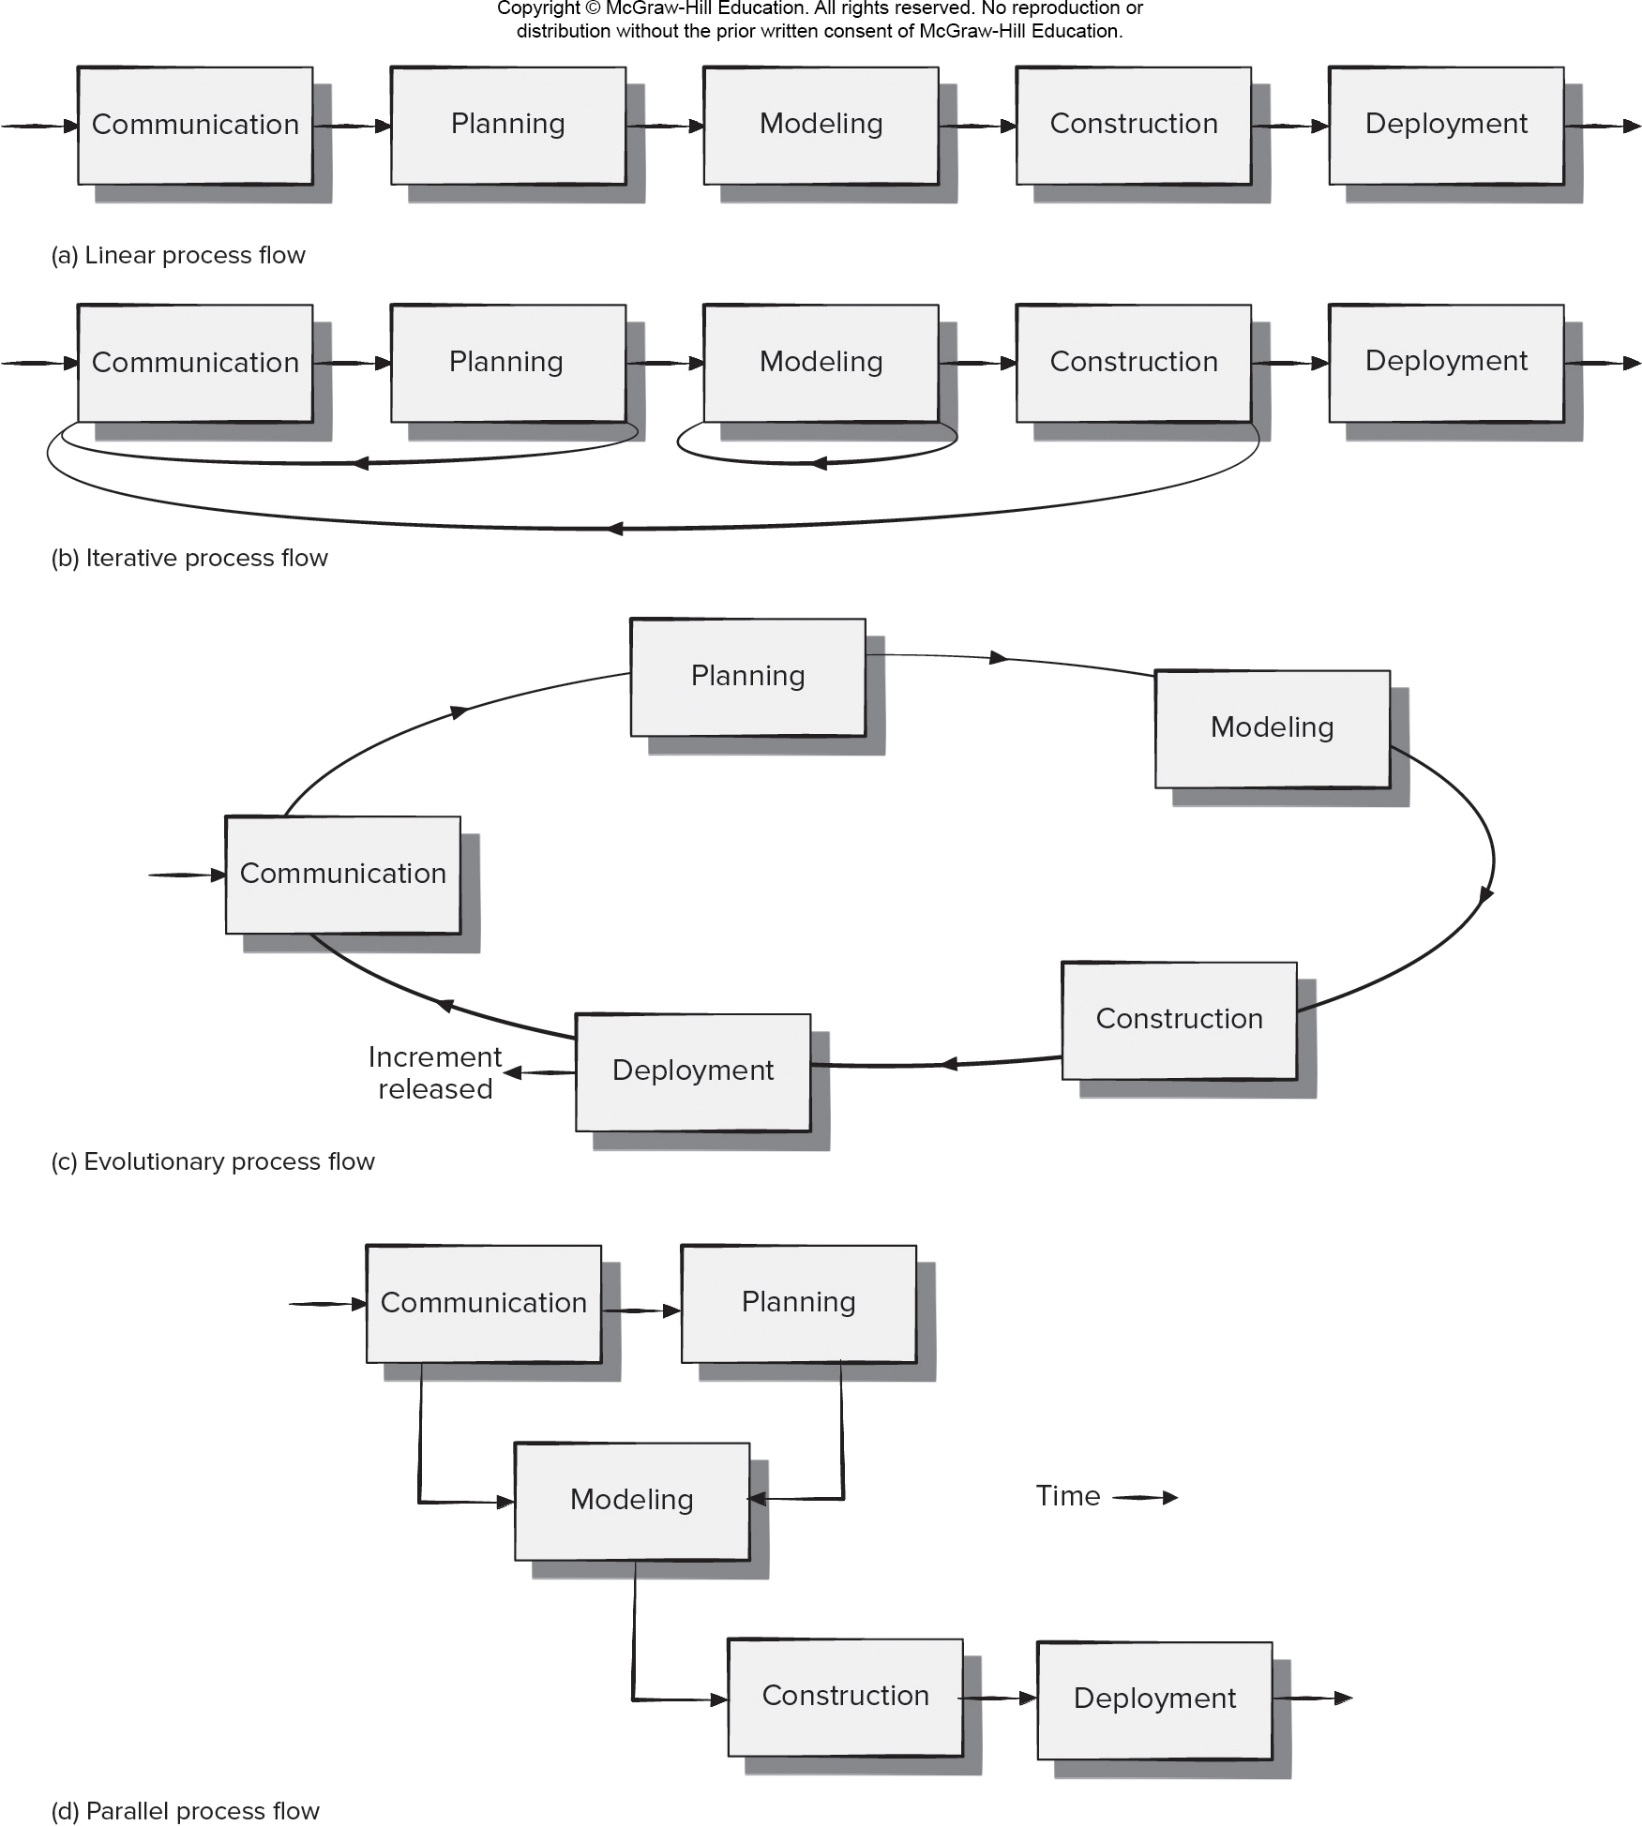 Copyright © McGraw-Hill Education. All rights reserved. No reproduction or
distribution without the prior written consent of McGraw-Hill Education.
Communication Planning Modeling Construction Deployment
(a) Linear process flow
Communication Planning Modeling Construction Deployment
(b) Iterative process flow
Planning
Modeling
Communication
Construction
Increment
released
Deployment
(c) Evolutionary process flow
Communication Planning
Modeling
Time
Construction Deployment
(d) Parallel process flow